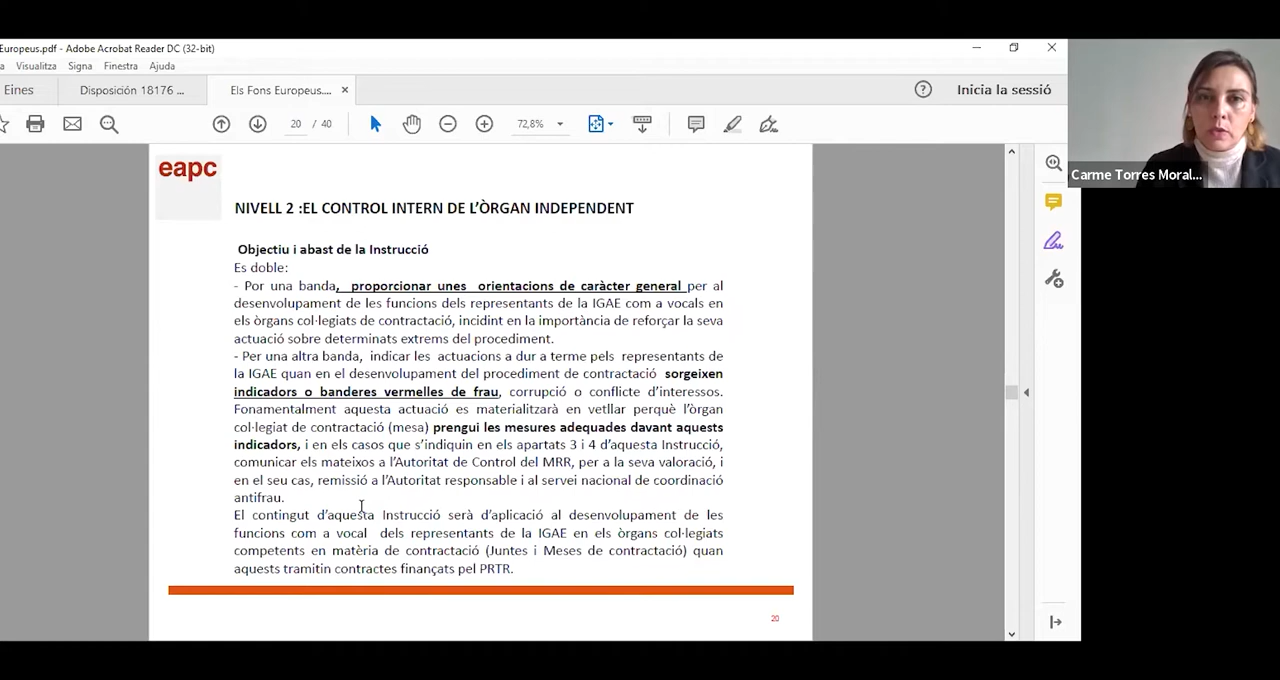 Europeus.pdf - Adobe Acrobat Reader DC (32-bit)
a Visualitza Signa Finestra Ajuda
Eines Disposición 18176 ... Els Fons Europeus.... Inicia la sessió
20 / 40 72,8%
Carme Torres Moral...
eapc
NIVELL 2 :EL CONTROL INTERN DE L’ÒRGAN INDEPENDENT
Objectiu i abast de la Instrucció
Es doble:
- Por una banda, proporcionar unes orientacions de caràcter general per al
desenvolupament de les funcions dels representants de la IGAE com a vocals en
els òrgans col·legiats de contractació, incidint en la importància de reforçar la seva
actuació sobre determinats extrems del procediment.
- Per una altra banda, indicar les actuacions a dur a terme pels representants de
la IGAE quan en el desenvolupament del procediment de contractació sorgeixen
indicadors o banderes vermelles de frau, corrupció o conflicte d’interessos.
Fonamentalment aquesta actuació es materialitzarà en vetllar perquè l’òrgan
col·legiat de contractació (mesa) prengui les mesures adequades davant aquests
indicadors, i en els casos que s’indiquin en els apartats 3 i 4 d’aquesta Instrucció,
comunicar els mateixos a l’Autoritat de Control del MRR, per a la seva valoració, i
en el seu cas, remissió a l’Autoritat responsable i al servei nacional de coordinació
antifrau.
El contingut d’aquesta Instrucció serà d’aplicació al desenvolupament de les
funcions com a vocal dels representants de la IGAE en els òrgans col·legiats
competents en matèria de contractació (Juntes i Meses de contractació) quan
aquests tramitin contractes finançats pel PRTR.
20